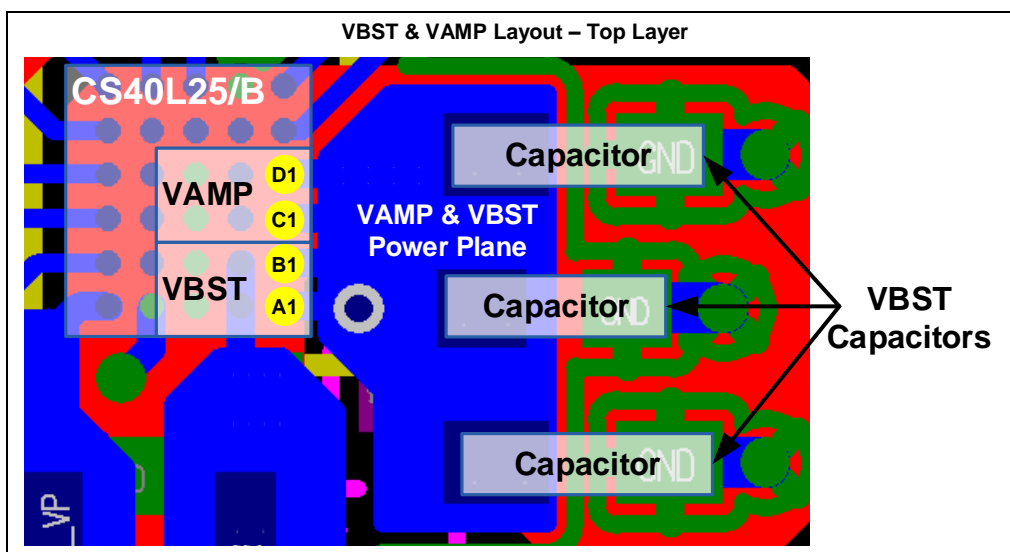 VBST & VAMP Layout – Top Layer
CS40L25/B
Capacitor
GND
VAMP
D1
C1
VAMP & VBST
Power Plane
VBST
B1
A1
Capacitor
GND
VBST
Capacitors
Capacitor
GND
_VP